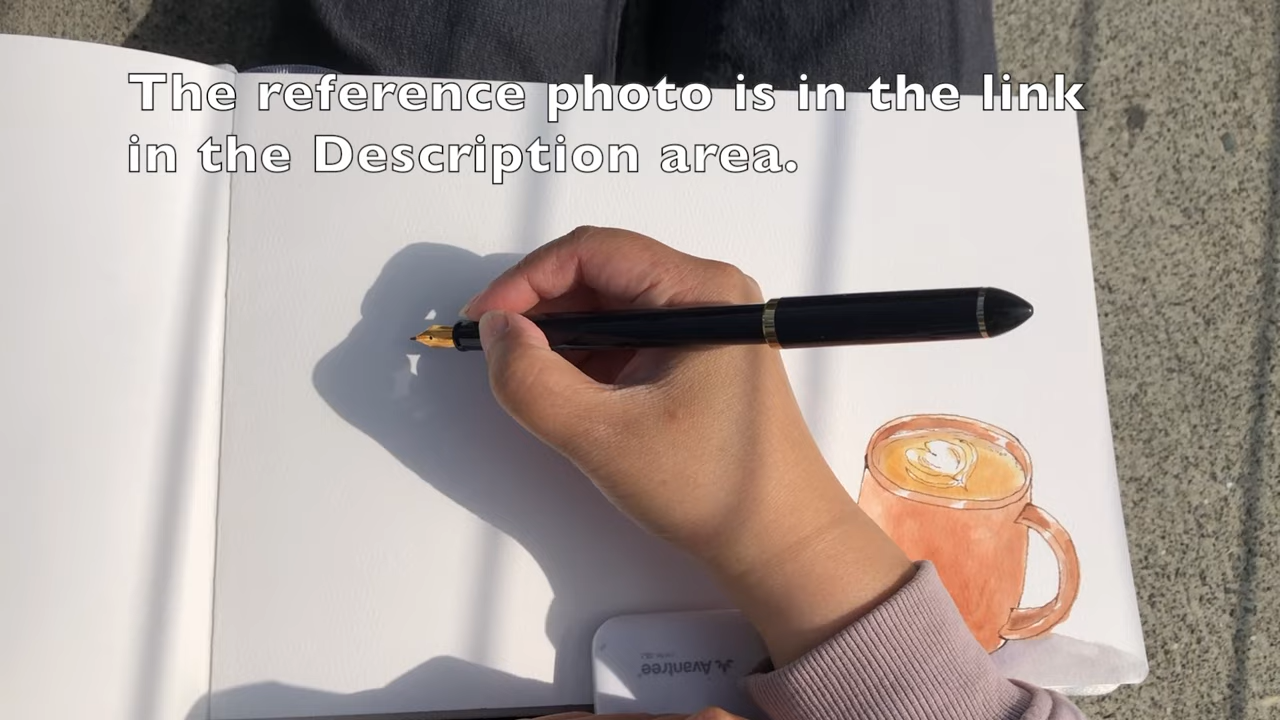 The reference photo is in the link
in the Description area.
Avantree